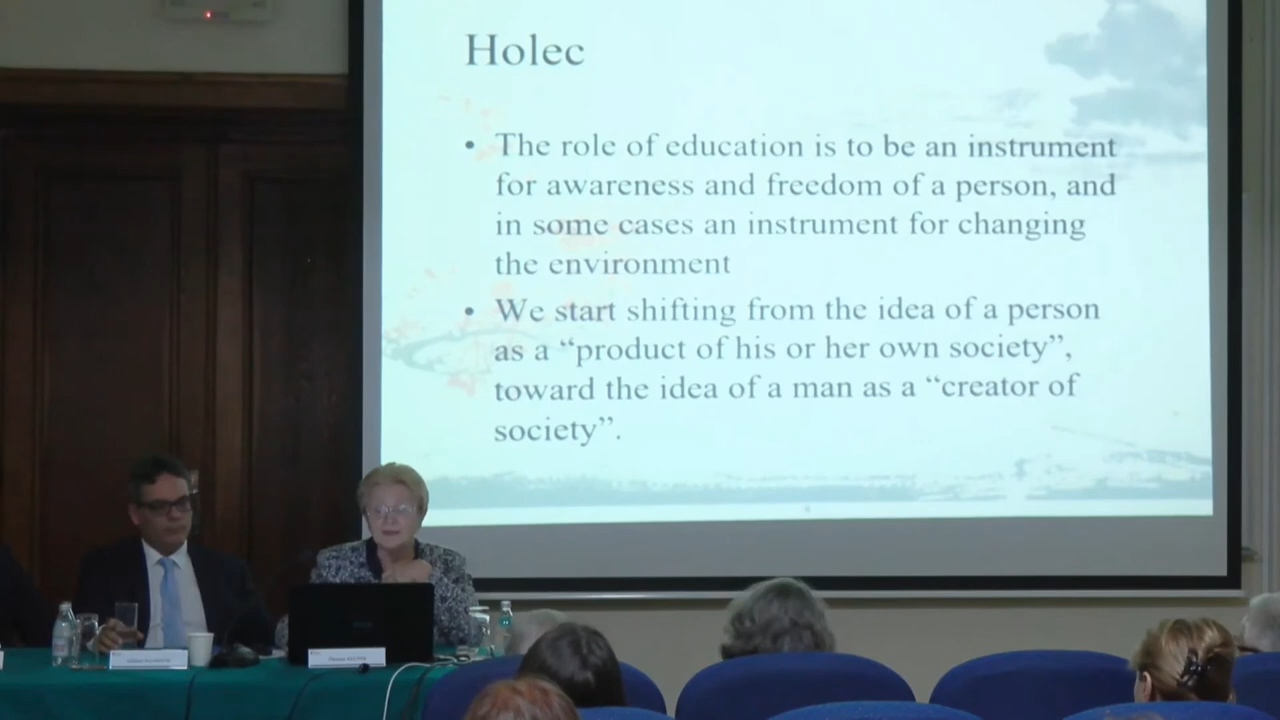 Holec
• The role of education is to be an instrument
for awareness and freedom of a person, and
in some cases an instrument for changing
the environment
• We start shifting from the idea of a person
as a “product of his or her own society”,
toward the idea of a man as a “creator of
society”.